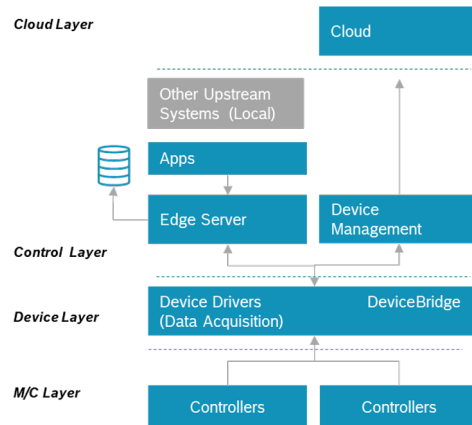 Cloud Layer
Cloud
Other Upstream
Systems (Local)
Apps
Edge Server
Device
Management
Control Layer
Device Layer
Device Drivers
(Data Acquisition)
DeviceBridge
M/C Layer
Controllers
Controllers